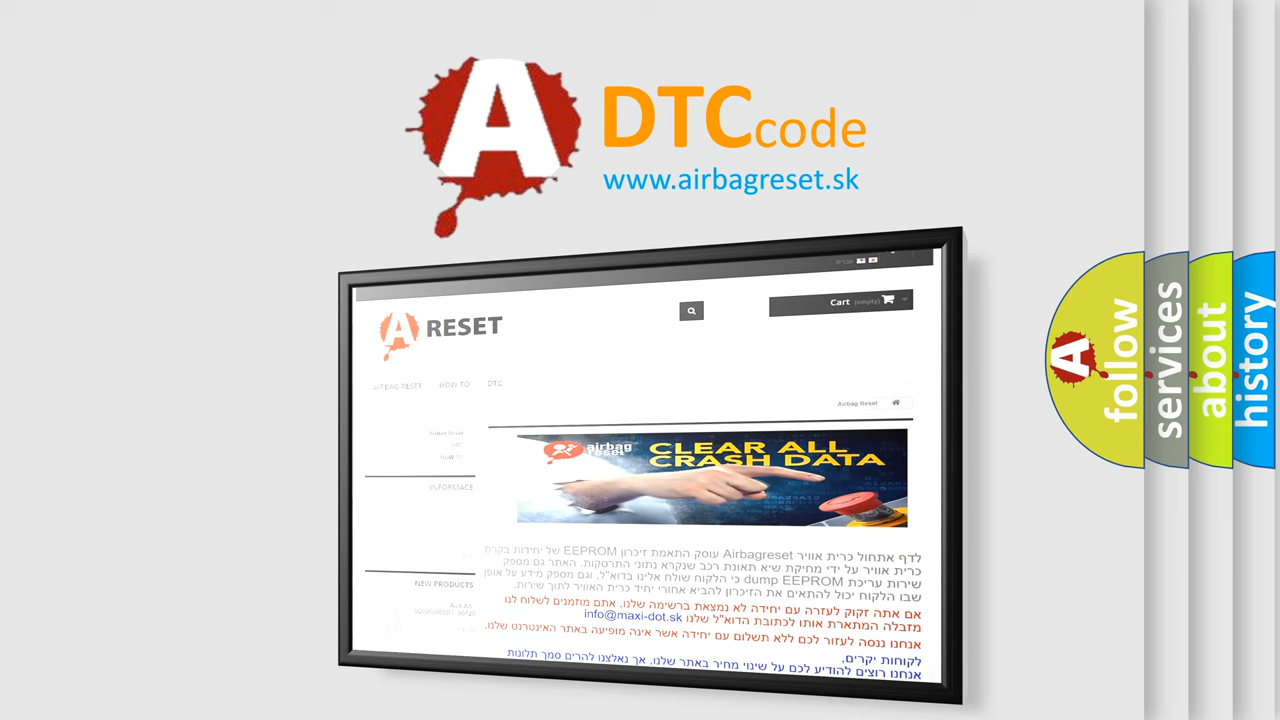 A DTCcode
www.airbagreset.sk
עברית
Cart (empty)
A RESET
AIRBAG RESET HOW TO DTC
Airbag Reset
Airbag Reset
DTC
HOW TO
INFORMACE
NEW PRODUCTS
airbag
reset
CLEAR ALL
CRASH DATA
לדף אתחול כרית אוויר Airbagreset עוסק התאמת זיכרון EEPROM של יחידות בקרת
כרית אוויר על ידי מחיקת שיא תאונת רכב שנקרא נתוני התרסקות. האתר גם מספק
שירות עריכת dump EEPROM כי הלקוח שולח אלינו בדוא"ל, וגם מספק מידע על אופן
שבו הלקוח יכול להתאים את הזיכרון להביא אחורי יחיד כרית האוויר לתוך שירות.
אם אתה זקוק לעזרה עם יחידה לא נמצאת ברשימה שלנו, אתם מוזמנים לשלוח לנו
מזבלה המתארת אותו לכתובת הדוא"ל שלנו info@maxi-dot.sk
אנחנו ננסה לעזור לכם ללא תשלום עם יחידה אשר אינה מופיעה באתר האינטרנט שלנו.
לקוחות יקרים,
אנחנו רוצים להודיע לכם על שינוי מחיר באתר שלנו, אך נאלצנו להרים סמך תלונות
A follow
services
about
history